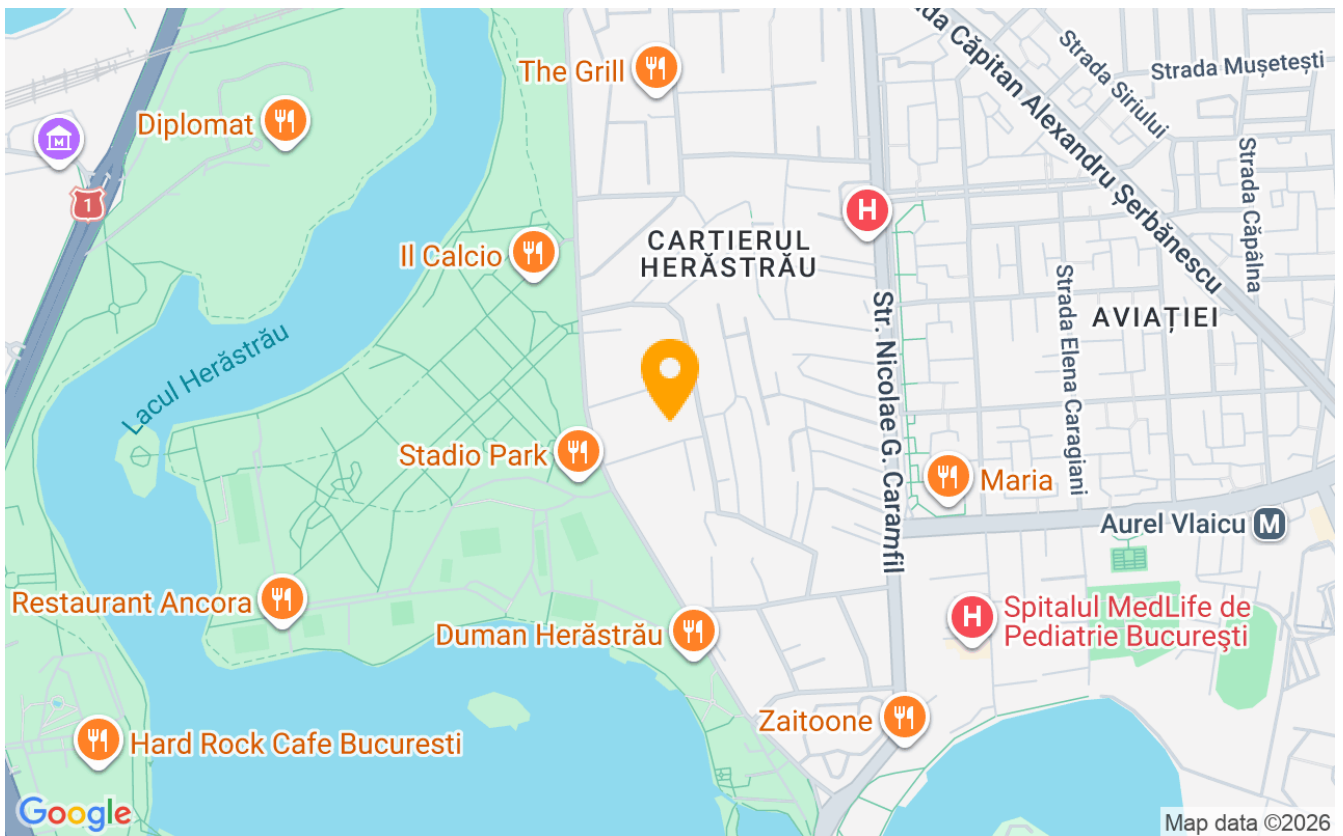 The Grill
Diplomat
1
Il Calcio
Lacul Herăstrău
CARTIERUL
HERĂSTRĂU
H
Strada Siriului
Strada Mușetești
Strada Căpitan Alexandru Șerbănescu
Strada Căpâlna
AVIAȚIEI
Strada Elena Caragiani
Str. Nicolae G. Caramfil
Stadio Park
Maria
Aurel Vlaicu M
Restaurant Ancora
Duman Herăstrău
H
Spitalul MedLife de
Pediatrie București
Zaitoone
Hard Rock Cafe Bucuresti
Google
Map data ©2026